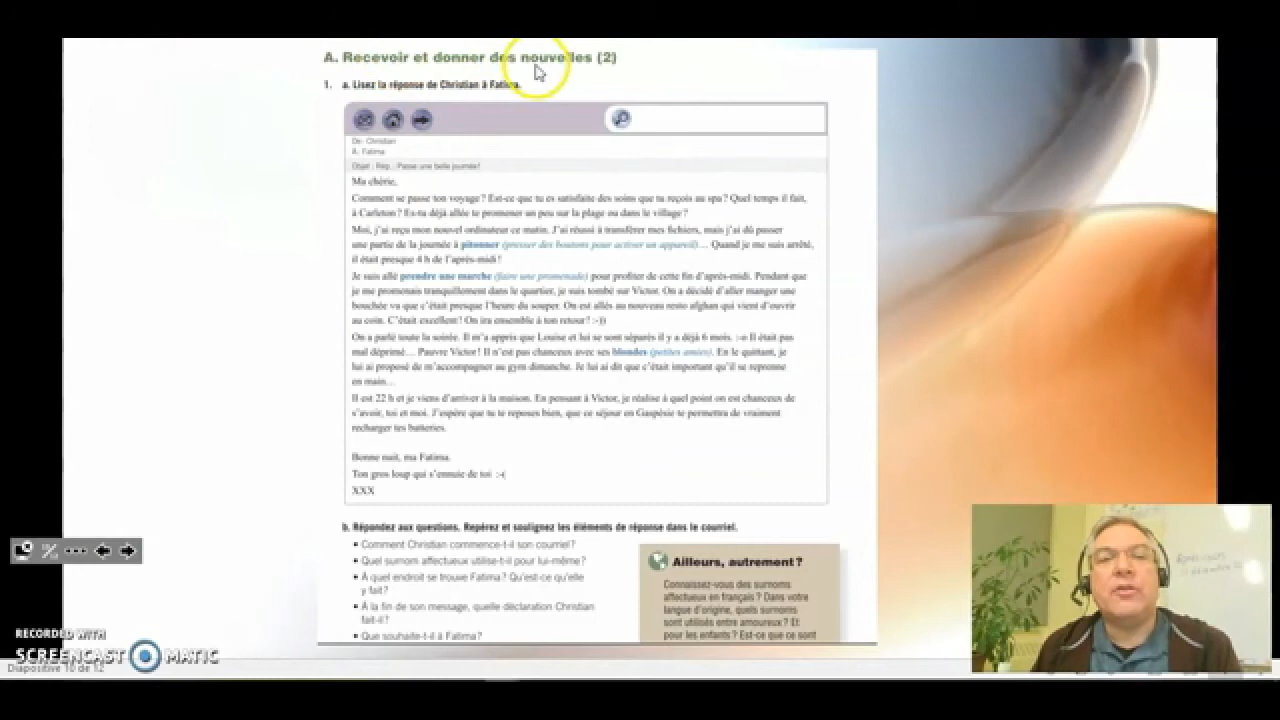 A. Recevoir et donner des nouvelles (2)
1. a. Lisez la réponse de Christian à Fatima.
De : Christian
À : Fatima
Objet : Rép. : Passe une belle journée!
Ma chérie,
Comment se passe ton voyage? Est-ce que tu es satisfaite des soins que tu reçois au spa? Quel temps il fait,
à Carleton? Es-tu déjà allée te promener un peu sur la plage ou dans le village?
Moi, j'ai reçu mon nouvel ordinateur ce matin. J'ai réussi à transférer mes fichiers, mais j'ai dû passer
une partie de la journée à pitonner (presser des boutons pour activer un appareil)... Quand je me suis arrêté,
il était presque 4 h de l'après-midi!
Je suis allé prendre une marche (faire une promenade) pour profiter de cette fin d'après-midi. Pendant que
je me promenais tranquillement dans le quartier, je suis tombé sur Victor. On a décidé d'aller manger une
bouchée vu que c'était presque l'heure du souper. On est allés au nouveau resto afghan qui vient d'ouvrir
au coin. C'était excellent! On ira ensemble à ton retour! :-))
On a parlé toute la soirée. Il m'a appris que Louise et lui se sont séparés il y a déjà 6 mois. :-o Il était pas
mal déprimé... Pauvre Victor! Il n'est pas chanceux avec ses blondes (petites amies). En le quittant, je
lui ai proposé de m'accompagner au gym dimanche. Je lui ai dit que c'était important qu'il se reprenne
en main...
Il est 22 h et je viens d'arriver à la maison. En pensant à Victor, je réalise à quel point on est chanceux de
s'avoir, toi et moi. J'espère que tu te reposes bien, que ce séjour en Gaspésie te permettra de vraiment
recharger tes batteries.
Bonne nuit, ma Fatima.
Ton gros loup qui s'ennuie de toi :-(
XXX
b. Répondez aux questions. Repérez et soulignez les éléments de réponse dans le courriel.
• Comment Christian commence-t-il son courriel?
• Quel surnom affectueux utilise-t-il pour lui-même?
• À quel endroit se trouve Fatima? Qu'est-ce qu'elle
y fait?
• À la fin de son message, quelle déclaration Christian
fait-il?
• Que souhaite-t-il à Fatima?
Ailleurs, autrement?
Connaissez-vous des surnoms
affectueux en français? Dans votre
langue d'origine, quels surnoms
sont utilisés entre amoureux? Et
pour les enfants? Est-ce que ce sont
RECORDED WITH
SCREENCAST MATIC
Diapositive 10 de 12